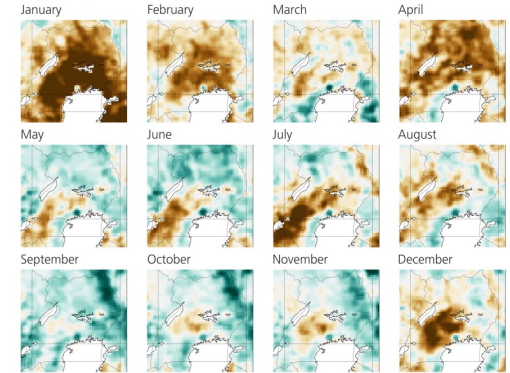 January
February
March
April
May
June
July
August
September
October
November
December